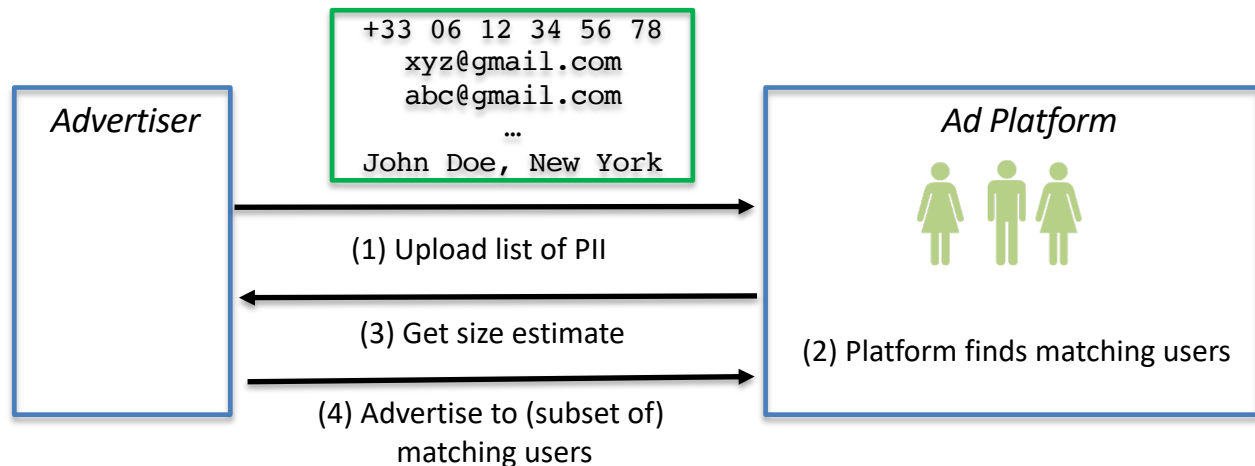 +33 06 12 34 56 78
xyz@gmail.com
abc@gmail.com
…
John Doe, New York
Advertiser
Ad Platform
(1) Upload list of PII
(3) Get size estimate
(2) Platform finds matching users
(4) Advertise to (subset of)
matching users